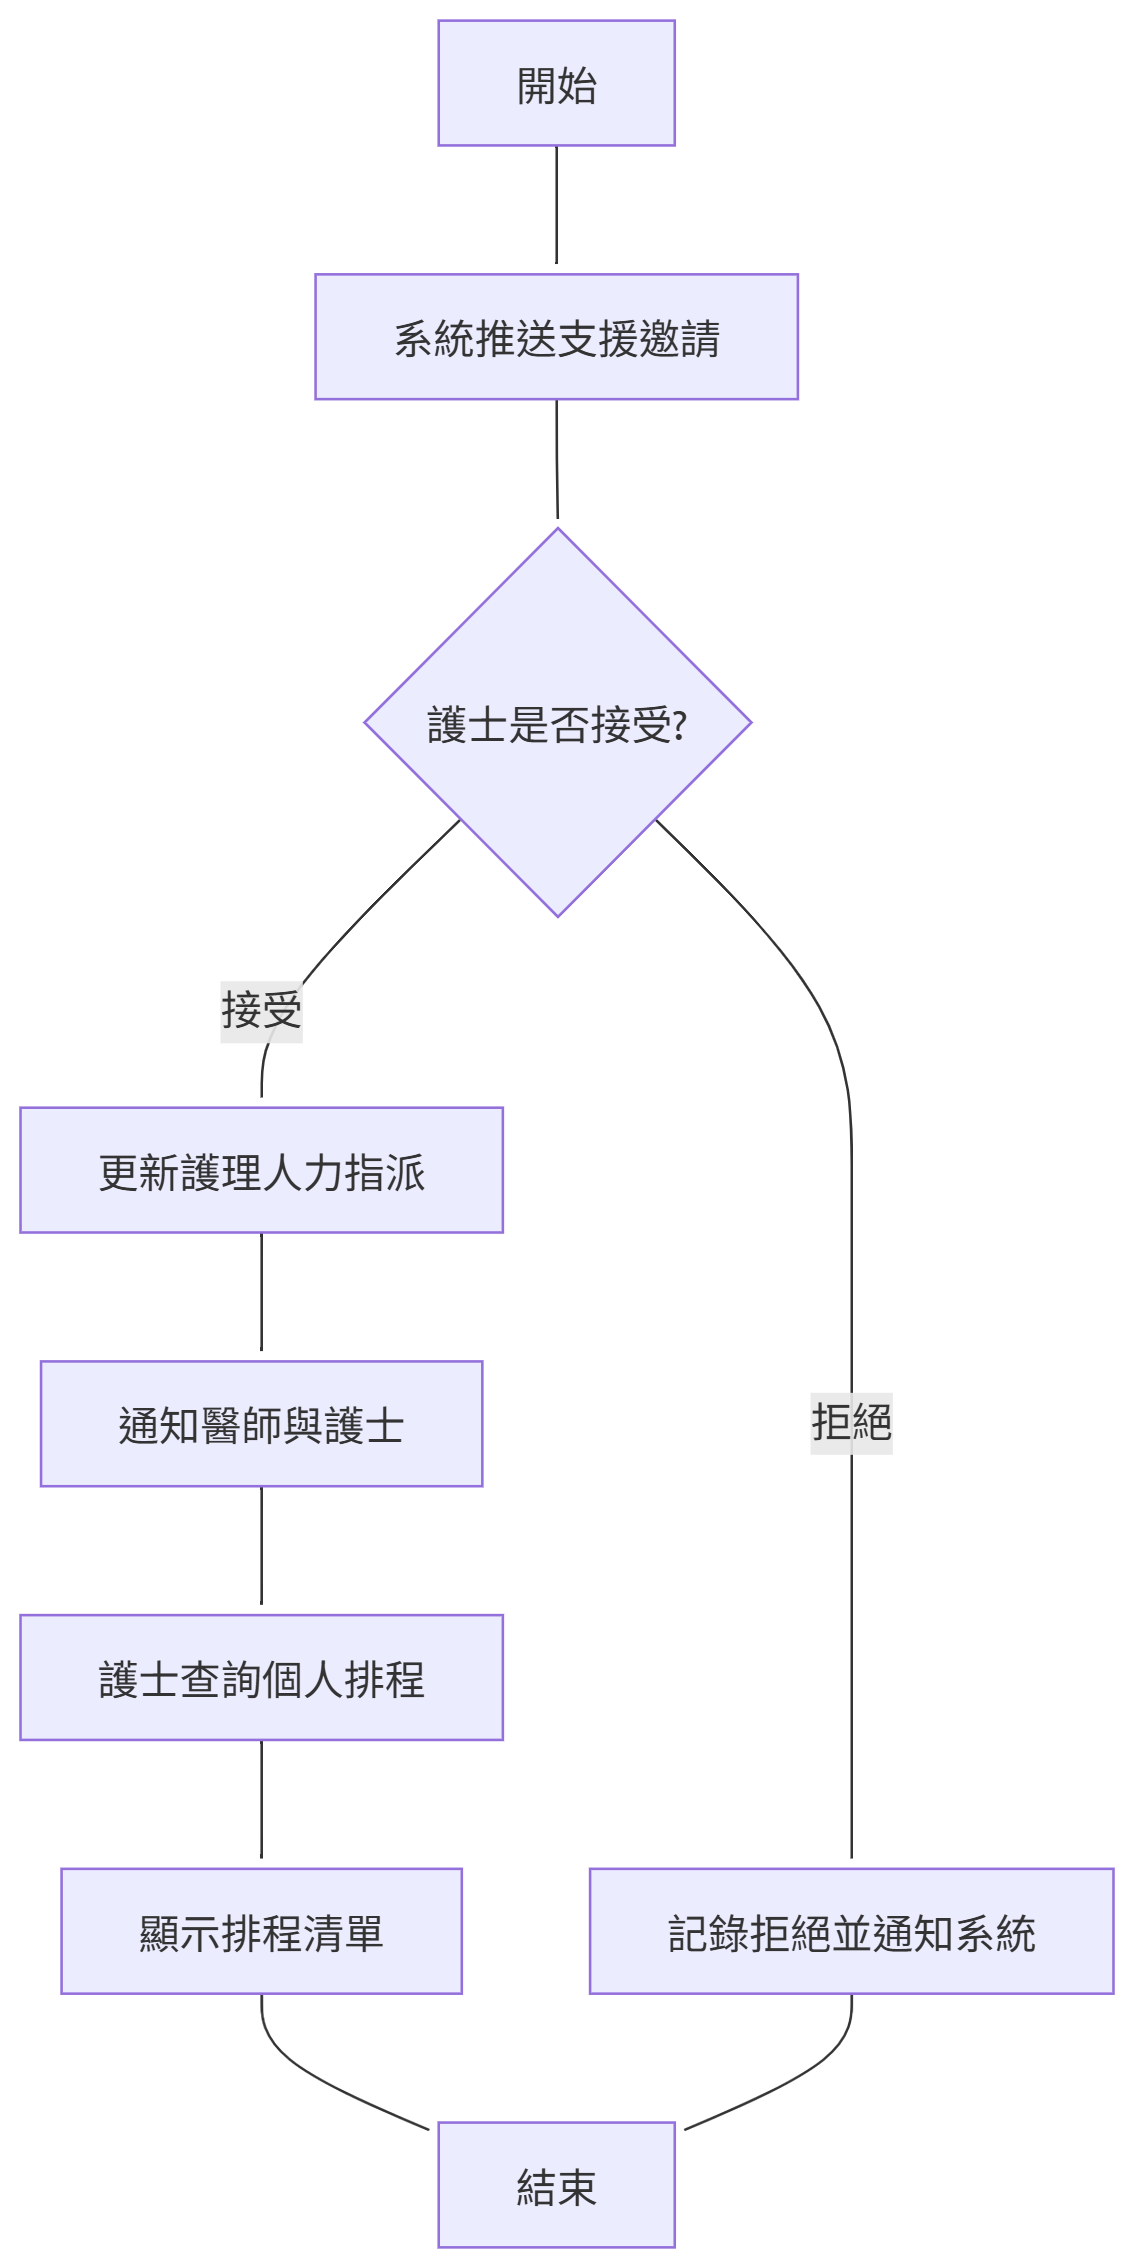 開始
系統推送支援邀請
護士是否接受?
接受
更新護理人力指派
通知醫師與護士
拒絕
護士查詢個人排程
顯示排程清單
記錄拒絕並通知系統
結束